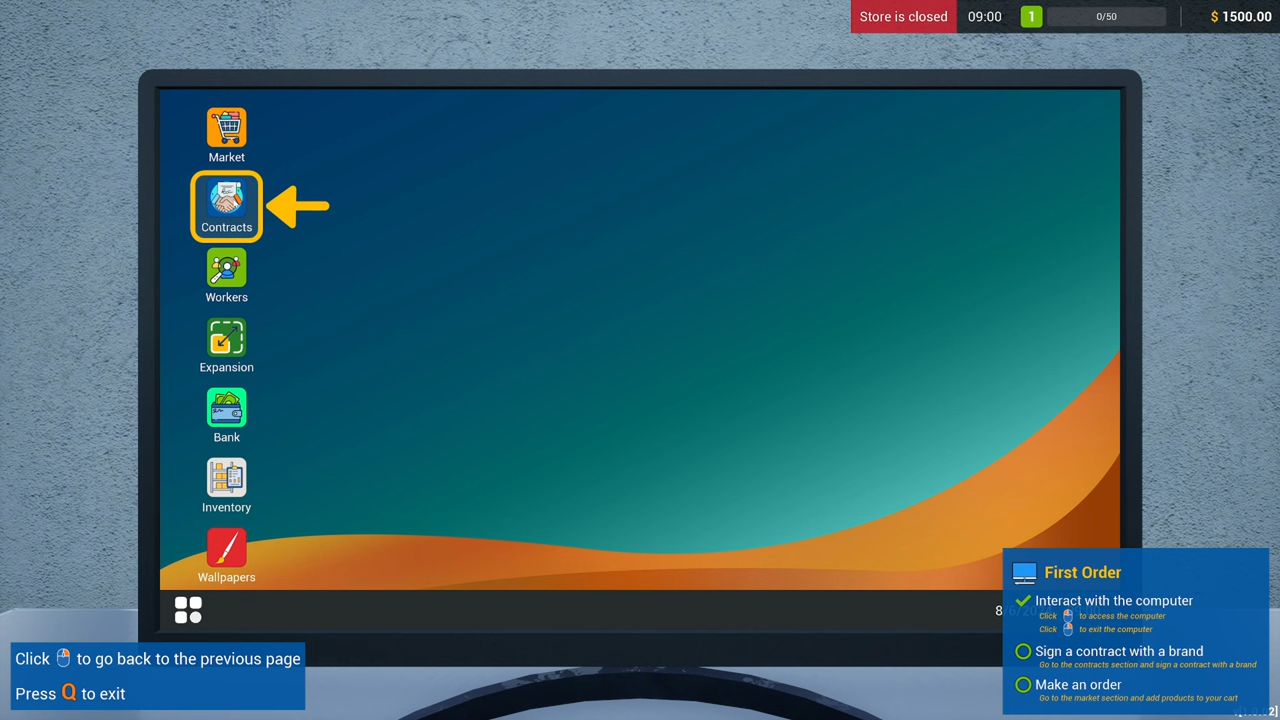 Store is closed
09:00
1
0/50
$ 1500.00
Market
Contracts
Workers
Expansion
Bank
Inventory
Wallpapers
First Order
Interact with the computer
Click to access the computer
Click to exit the computer
Sign a contract with a brand
Go to the contracts section and sign a contract with a brand
Make an order
Go to the market section and add products to your cart
Click to go back to the previous page
Press Q to exit